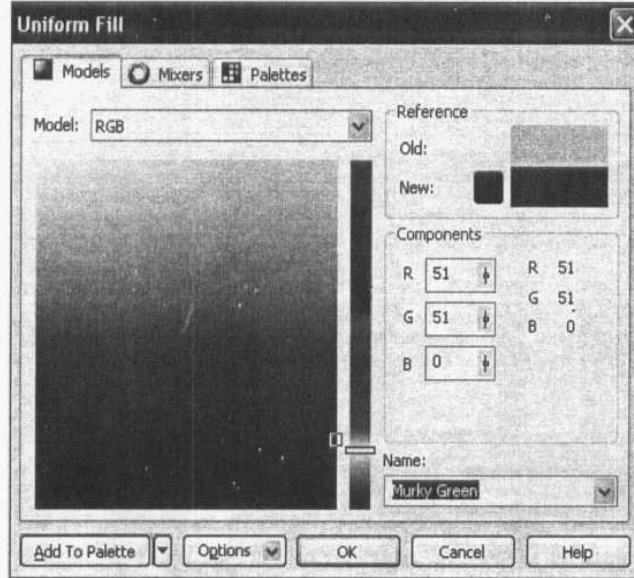 Uniform Fill
Models Mixers Palettes
Model: RGB
Reference
Old:
New:
Components
R 51 R 51
G 51 G 51
B 0 B 0
Name:
Murky Green
Add To Palette Options OK Cancel Help